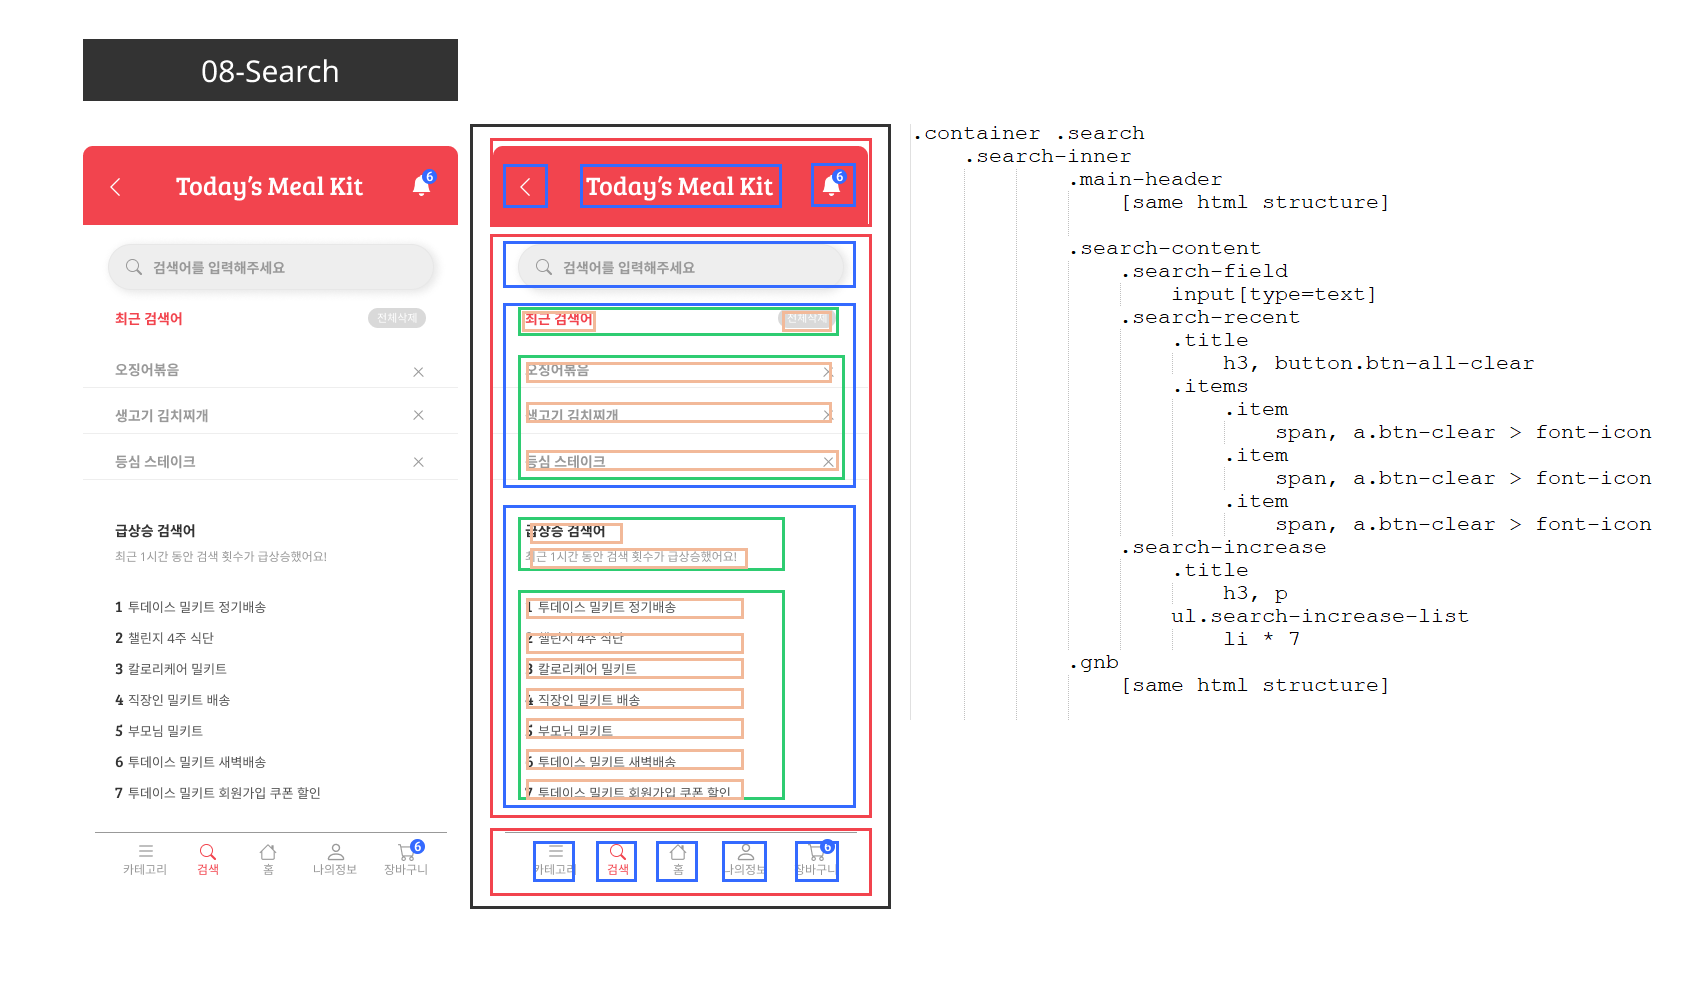 08-Search
Today's Meal Kit
6
검색어를 입력해주세요
최근 검색어
전체삭제
오징어볶음
생고기 김치찌개
등심 스테이크
급상승 검색어
최근 1시간 동안 검색 횟수가 급상승했어요!
1 투데이스 밀키트 정기배송
2 챌린지 4주 식단
3 칼로리케어 밀키트
4 직장인 밀키트 배송
5 부모님 밀키트
6 투데이스 밀키트 새벽배송
7 투데이스 밀키트 회원가입 쿠폰 할인
6
카테고리
검색
홈
나의정보
장바구니
Today's Meal Kit
6
검색어를 입력해주세요
최근 검색어
전체삭제
오징어볶음
생고기 김치찌개
등심 스테이크
급상승 검색어
최근 1시간 동안 검색 횟수가 급상승했어요!
1 투데이스 밀키트 정기배송
2 챌린지 4주 식단
3 칼로리케어 밀키트
4 직장인 밀키트 배송
5 부모님 밀키트
6 투데이스 밀키트 새벽배송
7 투데이스 밀키트 회원가입 쿠폰 할인
6
카테고리
검색
홈
나의정보
장바구니
.container .search
.search-inner
.main-header
[same html structure]
.search-content
.search-field
input[type=text]
.search-recent
.title
h3, button.btn-all-clear
.items
.item
span, a.btn-clear > font-icon
.item
span, a.btn-clear > font-icon
.item
span, a.btn-clear > font-icon
.search-increase
.title
h3, p
ul.search-increase-list
li * 7
.gnb
[same html structure]